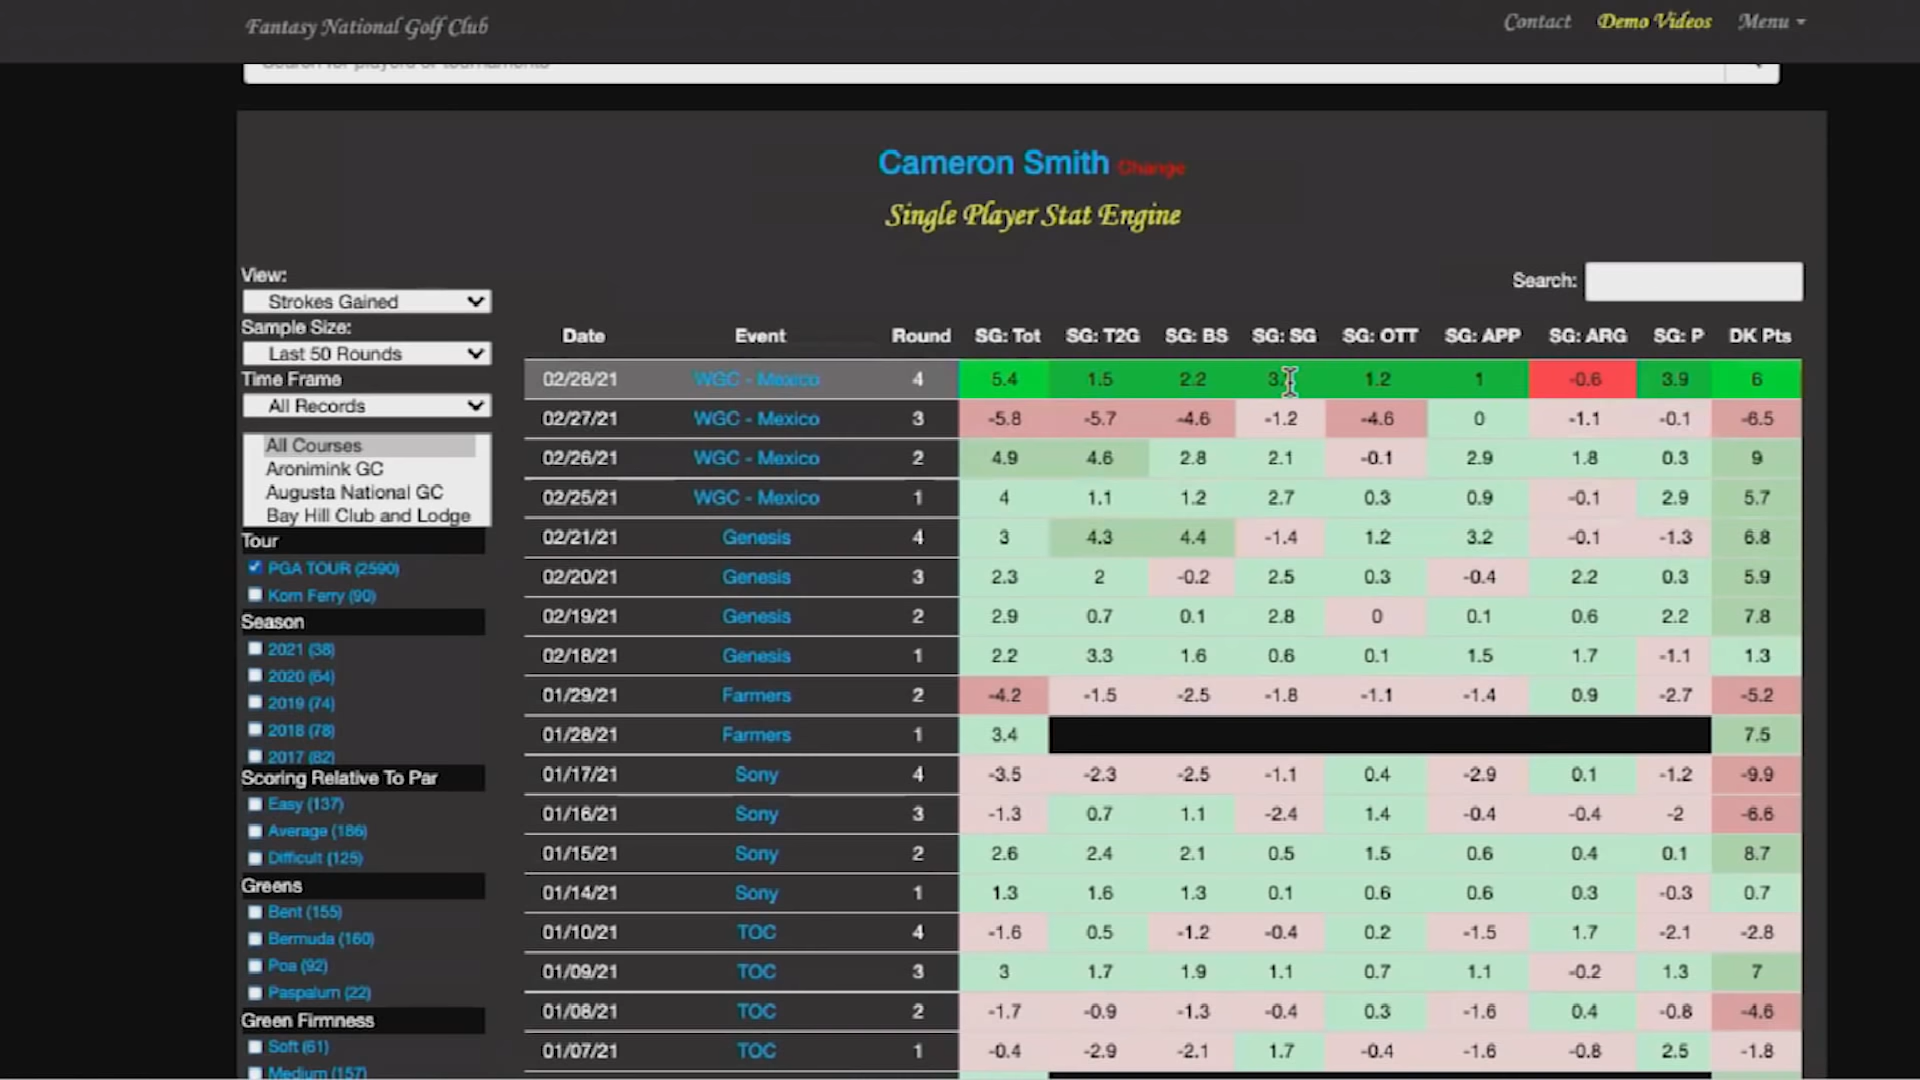 Fantasy National Golf Club
Contact Demo Videos Menu
Search for players or tournaments
Cameron Smith Change
Single Player Stat Engine
View:
Strokes Gained
Sample Size:
Last 50 Rounds
Time Frame
All Records
All Courses
Aronimink GC
Augusta National GC
Bay Hill Club and Lodge
Tour
PGA TOUR (2590)
Korn Ferry (90)
Season
2021 (38)
2020 (64)
2019 (74)
2018 (78)
2017 (82)
Scoring Relative To Par
Easy (137)
Average (186)
Difficult (125)
Greens
Bent (155)
Bermuda (160)
Poa (92)
Paspalum (22)
Green Firmness
Soft (61)
Medium (157)
Search:
Date Event Round SG: Tot SG: T2G SG: BS SG: SG SG: OTT SG: APP SG: ARG SG: P DK Pts
02/28/21 WGC - Mexico 4 5.4 1.5 2.2 1.2 1 -0.6 3.9 6
02/27/21 WGC - Mexico 3 -5.8 -5.7 -4.6 -1.2 -4.6 0 -1.1 -0.1 -6.5
02/26/21 WGC - Mexico 2 4.9 4.6 2.8 2.1 -0.1 2.9 1.8 0.3 9
02/25/21 WGC - Mexico 1 4 1.1 1.2 2.7 0.3 0.9 -0.1 2.9 5.7
02/21/21 Genesis 4 3 4.3 4.4 -1.4 1.2 3.2 -0.1 -1.3 6.8
02/20/21 Genesis 3 2.3 2 -0.2 2.5 0.3 -0.4 2.2 0.3 5.9
02/19/21 Genesis 2 2.9 0.7 0.1 2.8 0 0.1 0.6 2.2 7.8
02/18/21 Genesis 1 2.2 3.3 1.6 0.6 0.1 1.5 1.7 -1.1 1.3
01/29/21 Farmers 2 -4.2 -1.5 -2.5 -1.8 -1.1 -1.4 0.9 -2.7 -5.2
01/28/21 Farmers 1 3.4 7.5
01/17/21 Sony 4 -3.5 -2.3 -2.5 -1.1 0.4 -2.9 0.1 -1.2 -9.9
01/16/21 Sony 3 -1.3 0.7 1.1 -2.4 1.4 -0.4 -0.4 -2 -6.6
01/15/21 Sony 2 2.6 2.4 2.1 0.5 1.5 0.6 0.4 0.1 8.7
01/14/21 Sony 1 1.3 1.6 1.3 0.1 0.6 0.6 0.3 -0.3 0.7
01/10/21 TOC 4 -1.6 0.5 -1.2 -0.4 0.2 -1.5 1.7 -2.1 -2.8
01/09/21 TOC 3 3 1.7 1.9 1.1 0.7 1.1 -0.2 1.3 7
01/08/21 TOC 2 -1.7 -0.9 -1.3 -0.4 0.3 -1.6 0.4 -0.8 -4.6
01/07/21 TOC 1 -0.4 -2.9 -2.1 1.7 -0.4 -1.6 -0.8 2.5 -1.8